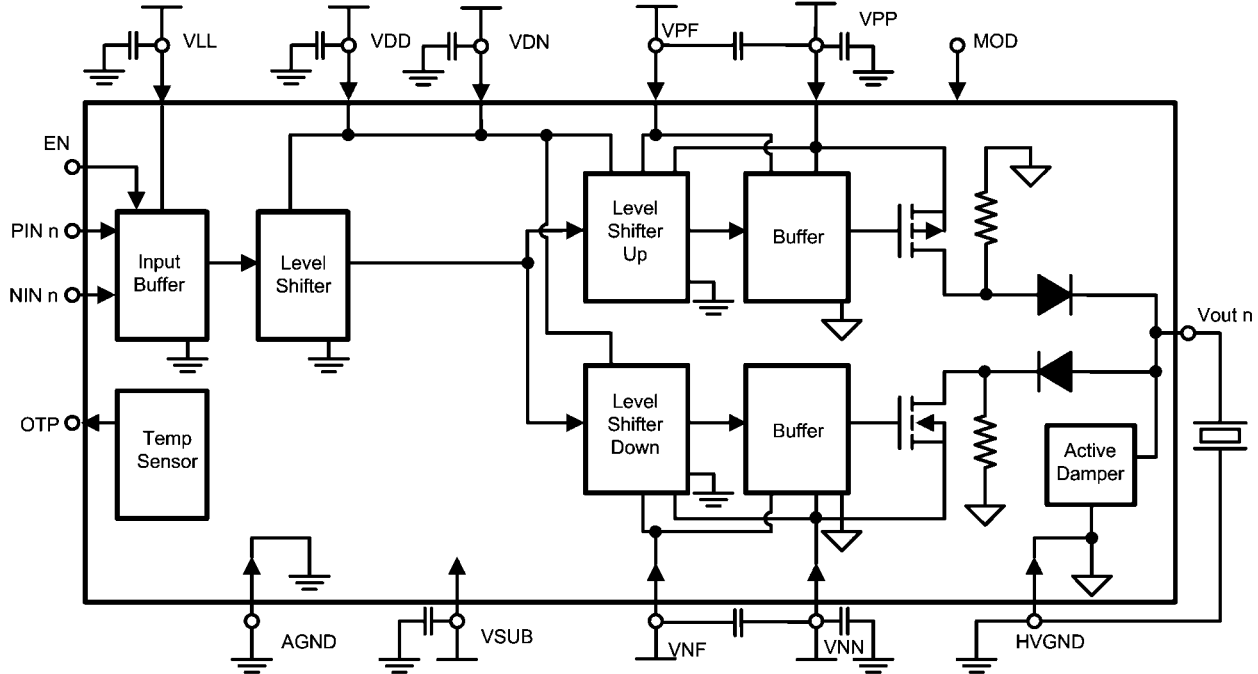 VLL
VDD
VDN
VPF
VPP
MOD
EN
PIN n
NIN n
OTP
Input
Buffer
Level
Shifter
Level
Shifter
Up
Buffer
Vout n
Temp
Sensor
Level
Shifter
Down
Buffer
Active
Damper
AGND
VSUB
VNF
VNN
HVGND